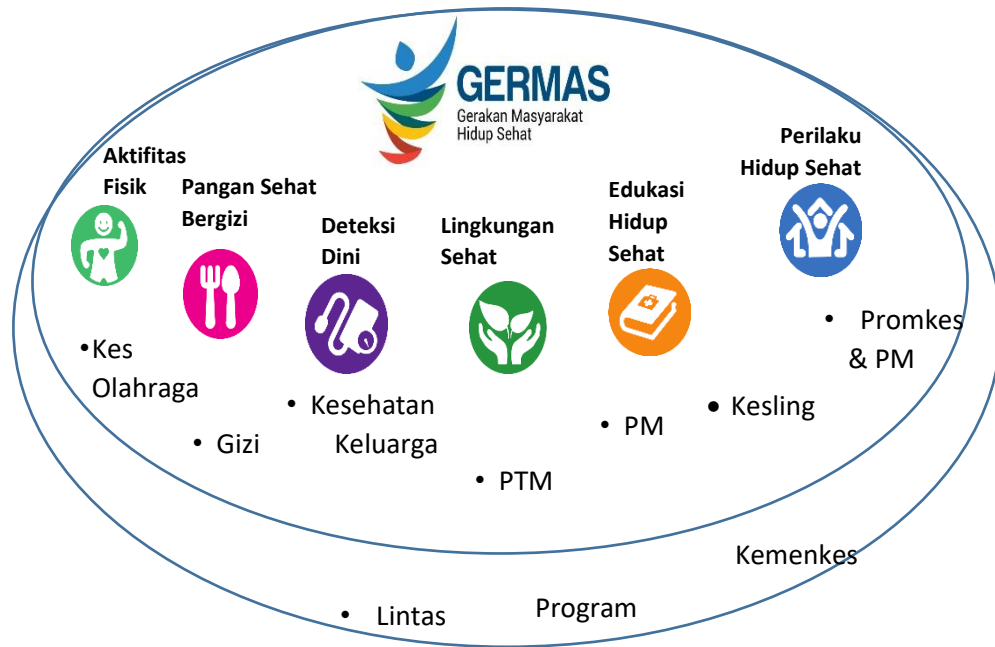 GERMAS
Gerakan Masyarakat
Hidup Sehat
Aktifitas
Fisik
Pangan Sehat
Bergizi
Deteksi
Dini
Lingkungan
Sehat
Edukasi
Hidup
Sehat
Perilaku
Hidup Sehat
•Kes
Olahraga
• Gizi
• Kesehatan
Keluarga
• PTM
• PM
• Kesling
• Promkes
& PM
Kemenkes
• Lintas Program